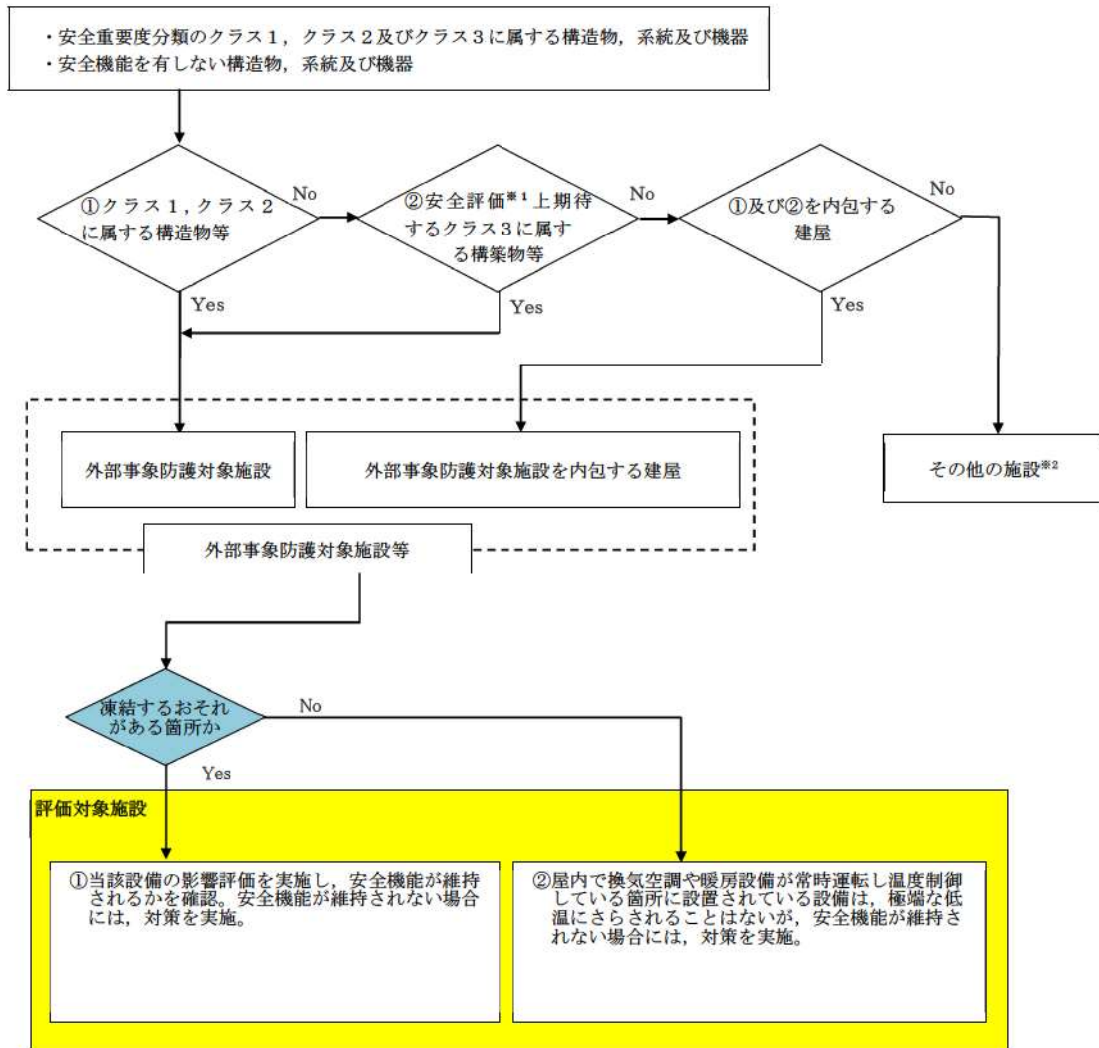 ・安全重要度分類のクラス１，クラス２及びクラス３に属する構造物，系統及び機器
・安全機能を有しない構造物，系統及び機器
①クラス１，クラス２
に属する構造物等
No
②安全評価※１上期待
するクラス３に属す
る構築物等
No
①及び②を内包する
建屋
No
Yes
Yes
Yes
外部事象防護対象施設
外部事象防護対象施設を内包する建屋
その他の施設※2
外部事象防護対象施設等
凍結するおそれ
がある箇所か
No
Yes
評価対象施設
①当該設備の影響評価を実施し，安全機能が維持
されるかを確認。安全機能が維持されない場合
には，対策を実施。
②屋内で換気空調や暖房設備が常時運転し温度制御
している箇所に設置されている設備は，極端な低
温にさらされることはないが，安全機能が維持さ
れない場合には，対策を実施。